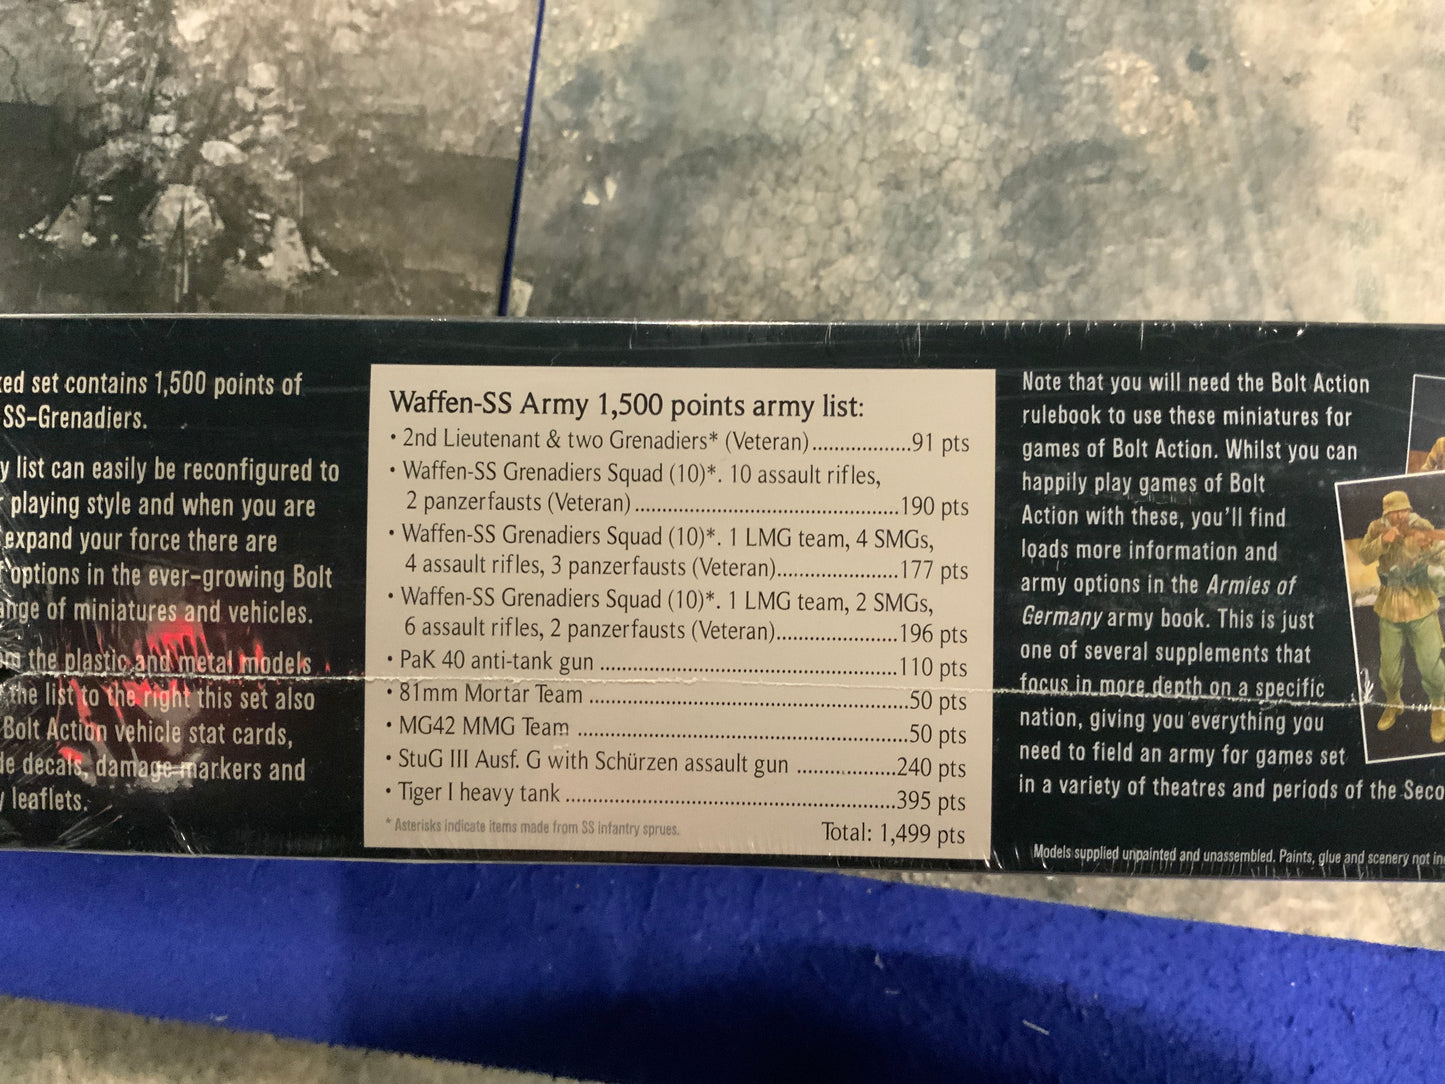 set contains 1,500 points of
SS-Grenadiers.
list can easily be reconfigured to
playing style and when you are
expand your force there are
options in the ever-growing Bolt
of miniatures and vehicles.
the plastic and metal models
the list to the right this set also
Bolt Action vehicle stat cards,
decals, damage markers and
leaflets.
Waffen-SS Army 1,500 points army list:
• 2nd Lieutenant & two Grenadiers* (Veteran)..................91 pts
• Waffen-SS Grenadiers Squad (10)*. 10 assault rifles,
2 panzerfausts (Veteran)................................................190 pts
• Waffen-SS Grenadiers Squad (10)*. 1 LMG team, 4 SMGs,
4 assault rifles, 3 panzerfausts (Veteran)......................177 pts
• Waffen-SS Grenadiers Squad (10)*. 1 LMG team, 2 SMGs,
6 assault rifles, 2 panzerfausts (Veteran)......................196 pts
• PaK 40 anti-tank gun ......................................................110 pts
• 81mm Mortar Team ..........................................................50 pts
• MG42 MMG Team ............................................................50 pts
• StuG III Ausf. G with Schürzen assault gun ..................240 pts
• Tiger I heavy tank ............................................................395 pts
* Asterisks indicate items made from SS infantry sprues.
Total: 1,499 pts
Note that you will need the Bolt Action
rulebook to use these miniatures for
games of Bolt Action. Whilst you can
happily play games of Bolt
Action with these, you'll find
loads more information and
army options in the Armies of
Germany army book. This is just
one of several supplements that
focus in more depth on a specific
nation, giving you everything you
need to field an army for games set
in a variety of theatres and periods of the
Models supplied unpainted and unassembled. Paints, glue and scenery not